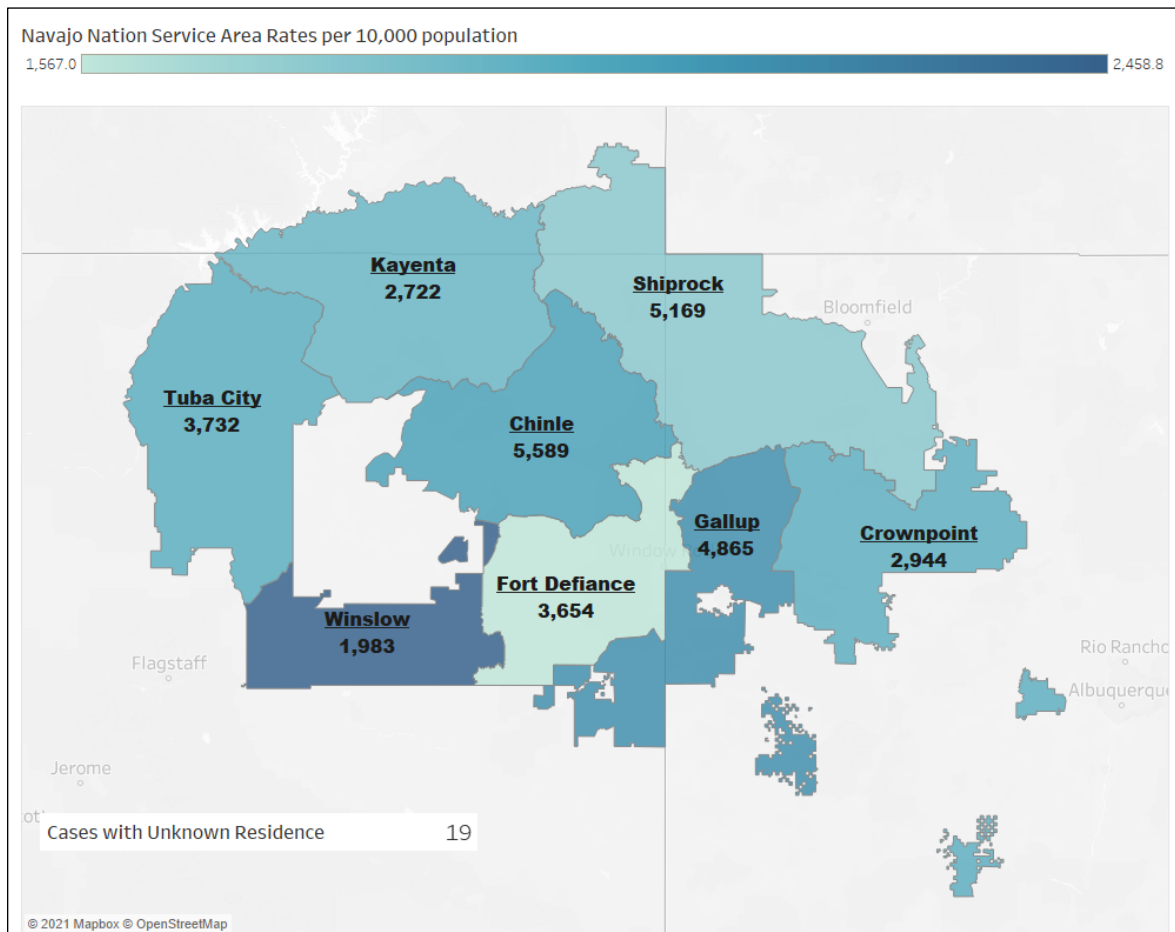 Navajo Nation Service Area Rates per 10,000 population
1,567.0
2,458.8
Kayenta
2,722
Shiprock
5,169
Bloomfield
Tuba City
3,732
Chinle
5,589
Gallup
4,865
Crownpoint
2,944
Window
Fort Defiance
3,654
Winslow
1,983
Flagstaff
Rio Rancho
Albuquerque
Jerome
Cases with Unknown Residence 19
© 2021 Mapbox © OpenStreetMap